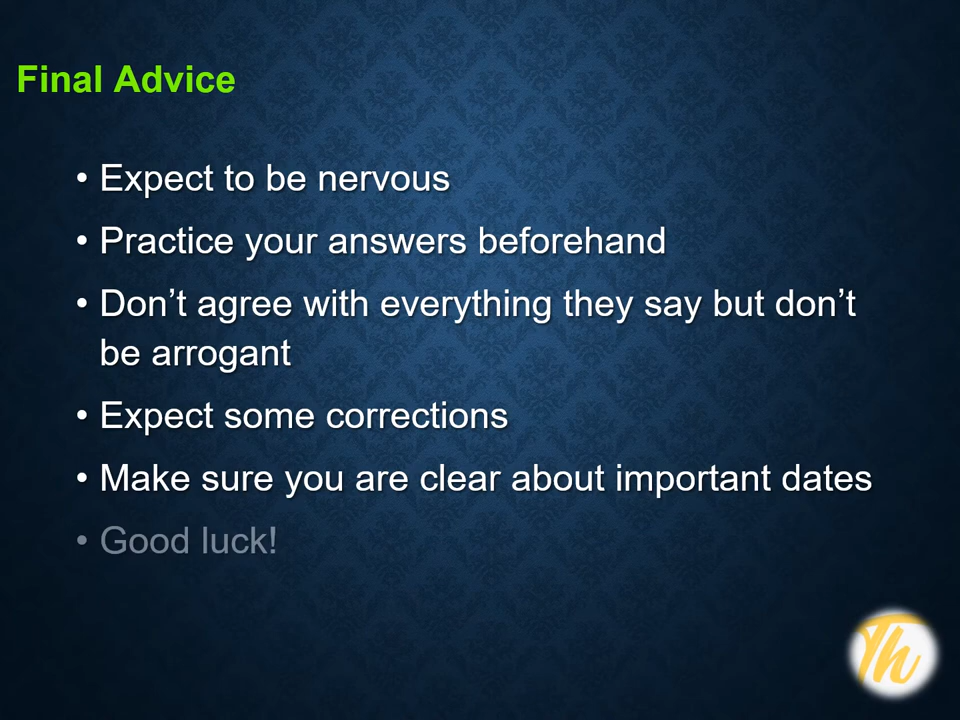 Final Advice
• Expect to be nervous
• Practice your answers beforehand
• Don’t agree with everything they say but don’t
be arrogant
• Expect some corrections
• Make sure you are clear about important dates
• Good luck!
Th